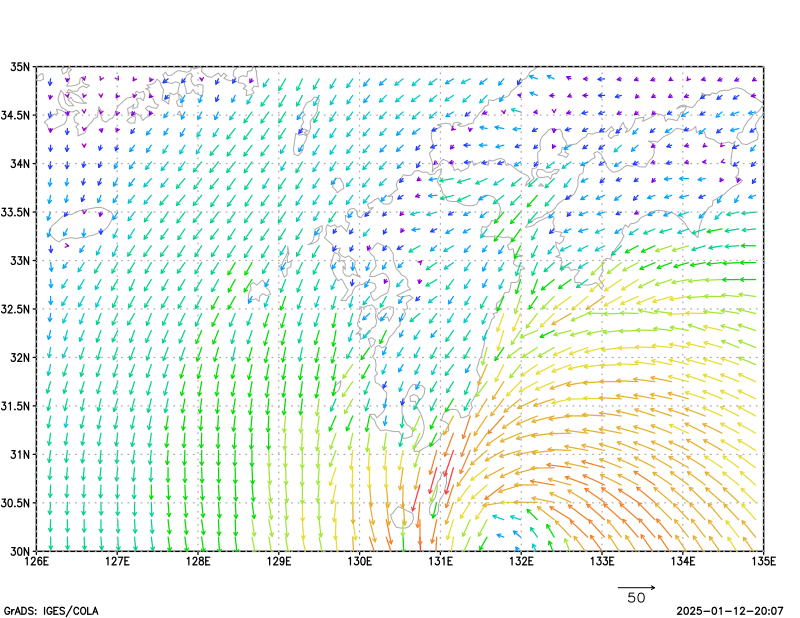 35N
34.5N
34N
33.5N
33N
32.5N
32N
31.5N
31N
30.5N
30N
126E 127E 128E 129E 130E 131E 132E 133E 134E 135E
50
GrADS: IGES/COLA 2025-01-12-20:07